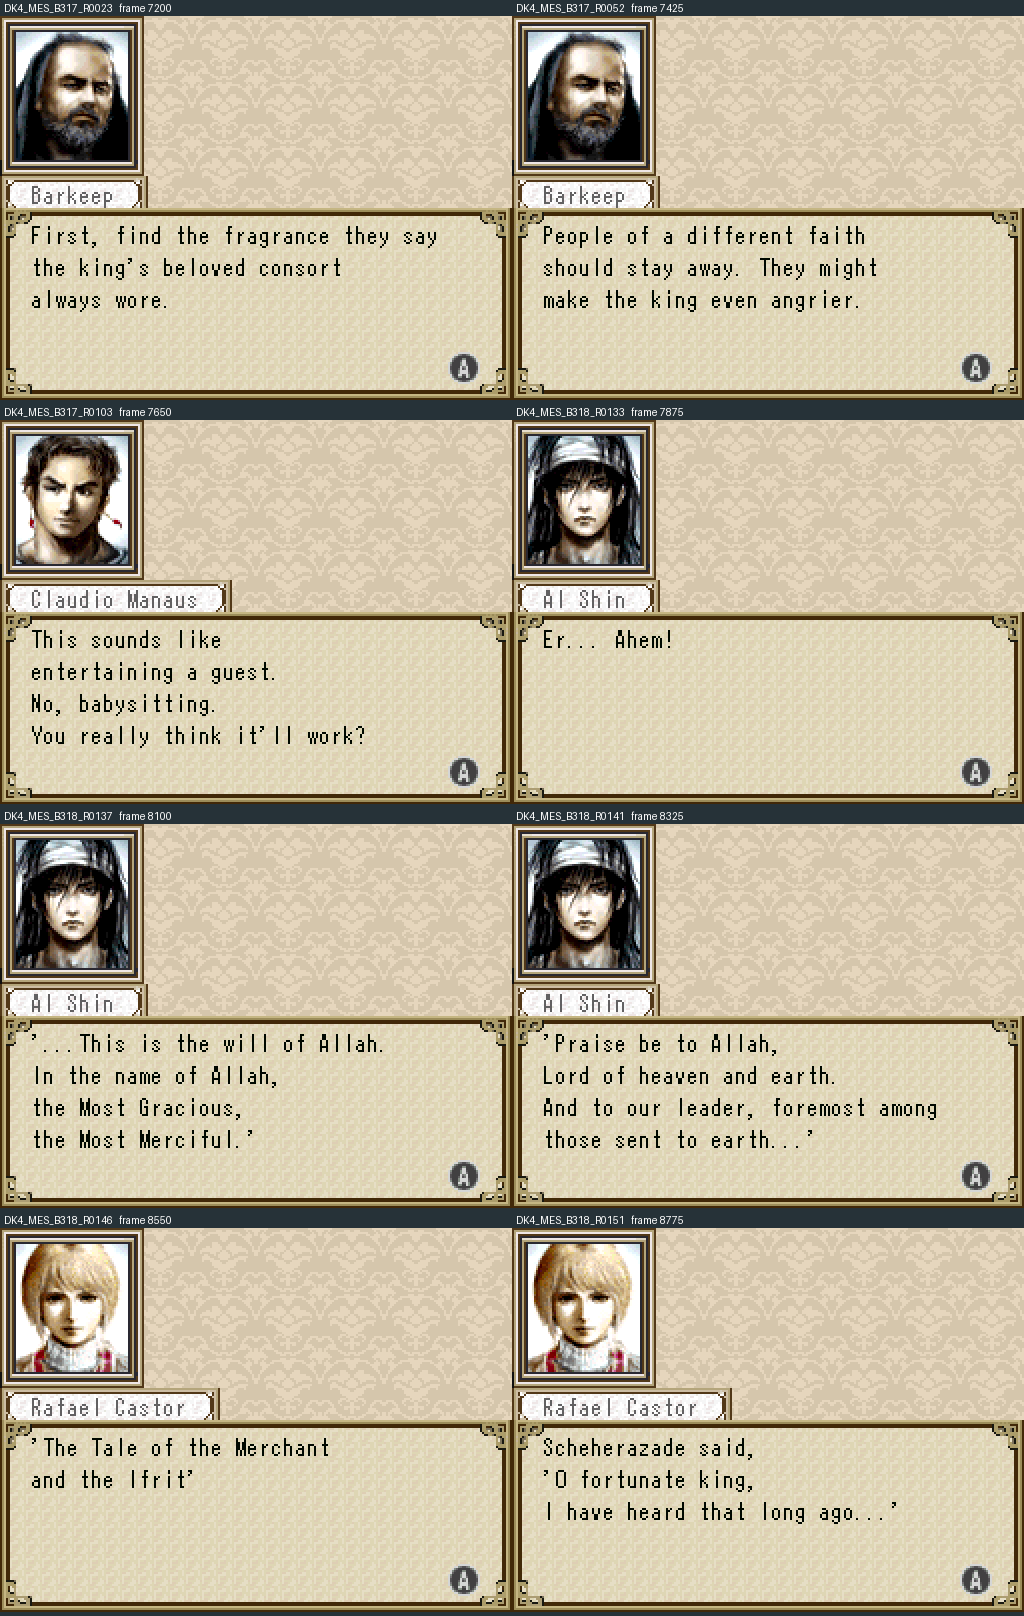 DK4_MES_B317_R0023 frame 7200
Barkeep
First, find the fragrance they say
the king's beloved consort
always wore.
A
DK4_MES_B317_R0052 frame 7425
Barkeep
People of a different faith
should stay away. They might
make the king even angrier.
A
DK4_MES_B317_R0103 frame 7650
Claudio Manaus
This sounds like
entertaining a guest.
No, babysitting.
You really think it'll work?
A
DK4_MES_B318_R0133 frame 7875
Al Shin
Er... Ahem!
A
DK4_MES_B318_R0137 frame 8100
Al Shin
'...This is the will of Allah.
In the name of Allah,
the Most Gracious,
the Most Merciful.'
A
DK4_MES_B318_R0141 frame 8325
Al Shin
'Praise be to Allah,
Lord of heaven and earth.
And to our leader, foremost among
those sent to earth...'
A
DK4_MES_B318_R0146 frame 8550
Rafael Castor
'The Tale of the Merchant
and the Ifrit'
A
DK4_MES_B318_R0151 frame 8775
Rafael Castor
Scheherazade said,
'O fortunate king,
I have heard that long ago...'
A